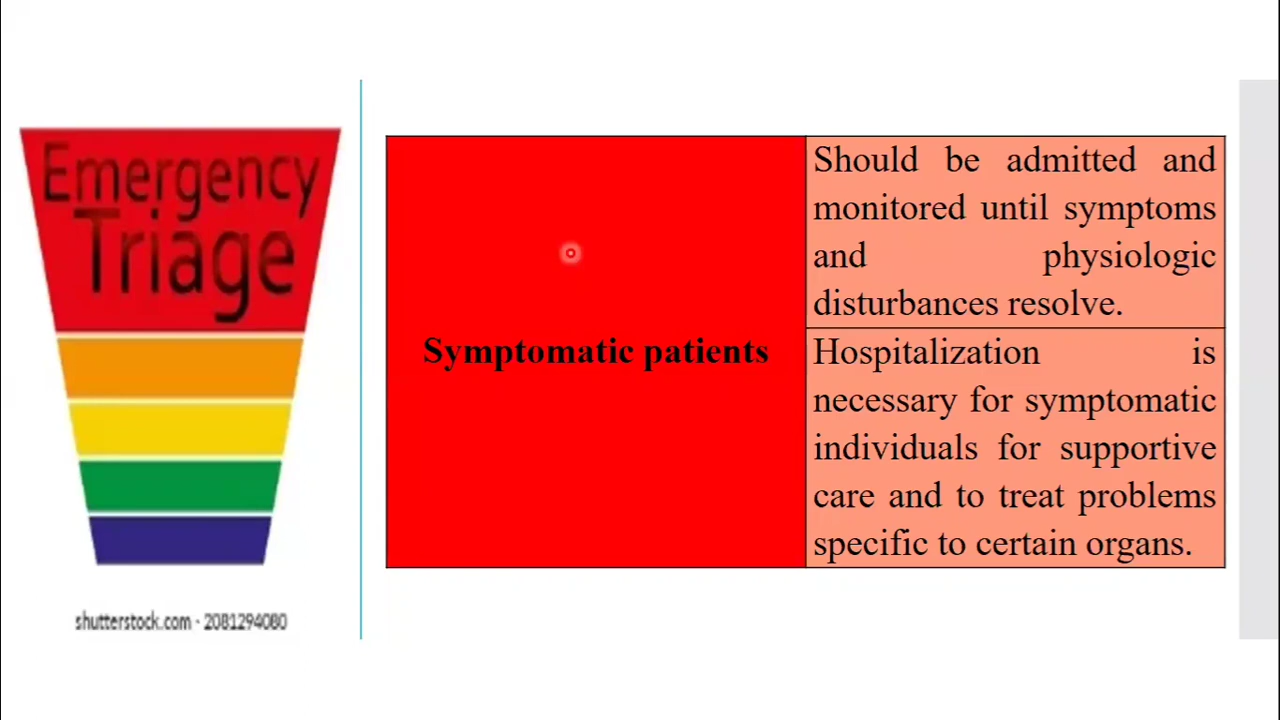 Emergency
Triage
shutterstock.com · 2081294080
Symptomatic patients
Should be admitted and
monitored until symptoms
and physiologic
disturbances resolve.
Hospitalization is
necessary for symptomatic
individuals for supportive
care and to treat problems
specific to certain organs.